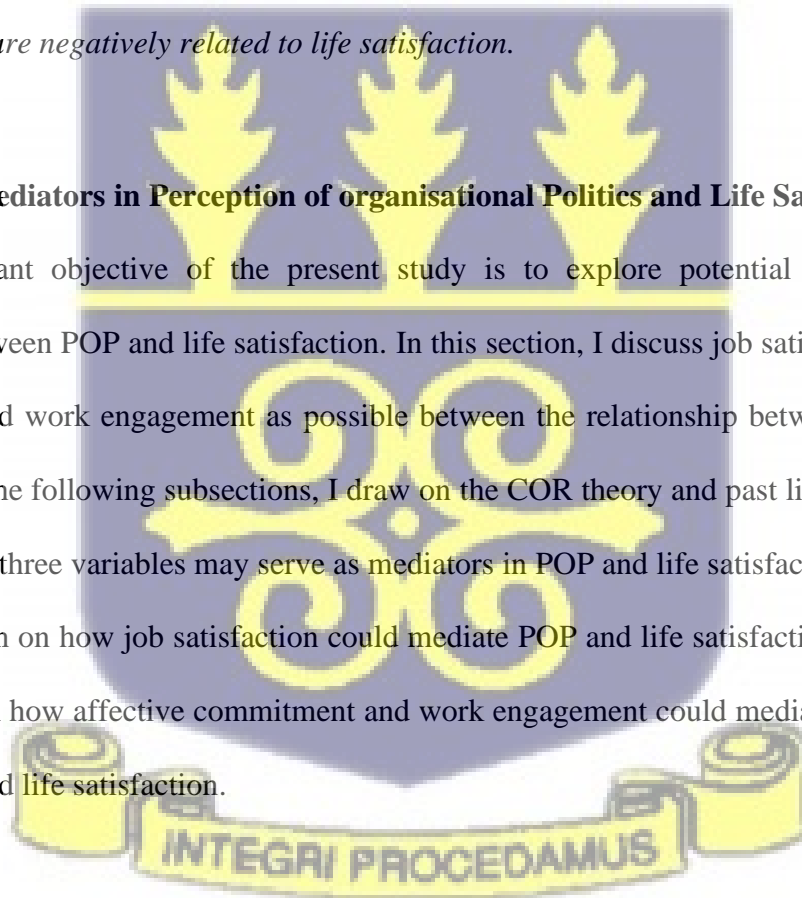 are negatively related to life satisfaction.
ediators in Perception of organisational Politics and Life Sa
ant objective of the present study is to explore potential
ween POP and life satisfaction. In this section, I discuss job sati
d work engagement as possible between the relationship betw
he following subsections, I draw on the COR theory and past li
three variables may serve as mediators in POP and life satisfac
n on how job satisfaction could mediate POP and life satisfacti
how affective commitment and work engagement could media
d life satisfaction.
INTEGRI PROCEDAMUS